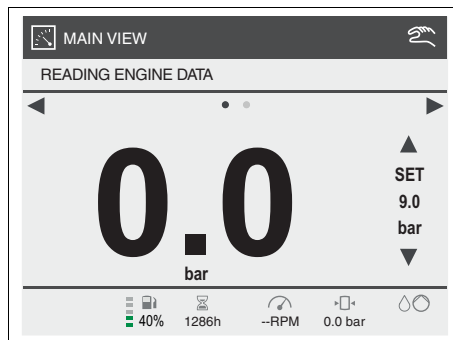 MAIN VIEW
READING ENGINE DATA
0.0
bar
SET
9.0
bar
40% 1286h --RPM 0.0 bar